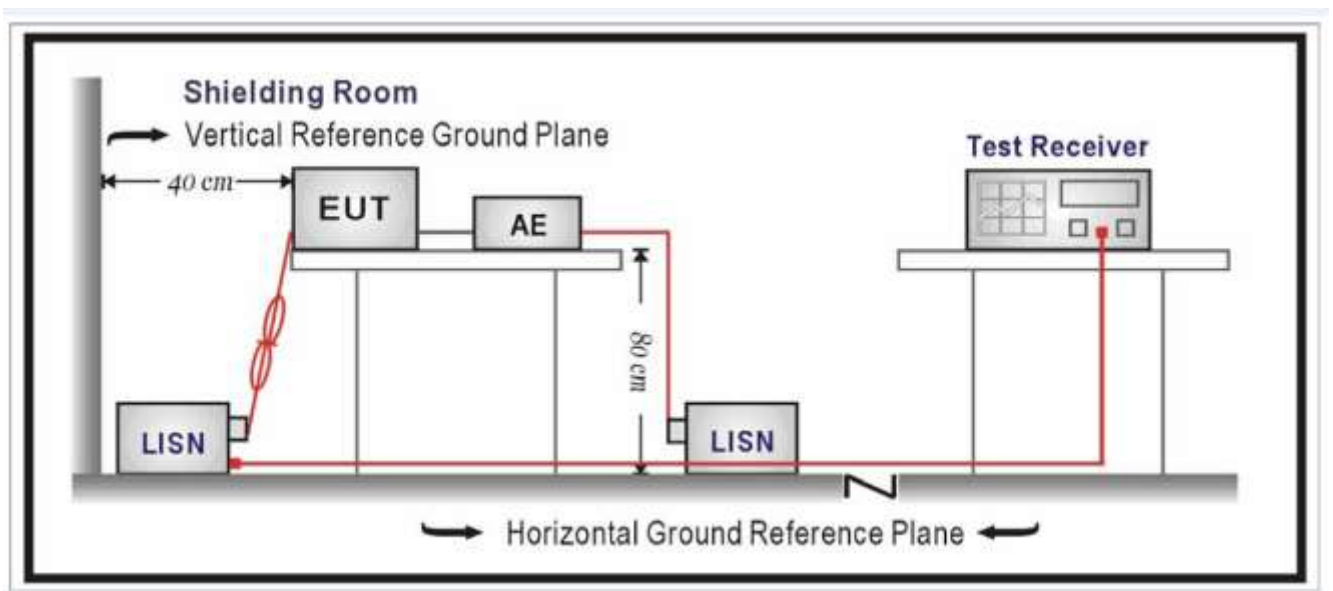 Shielding Room
Vertical Reference Ground Plane
40 cm
EUT
AE
Test Receiver
80 cm
LISN
LISN
Horizontal Ground Reference Plane